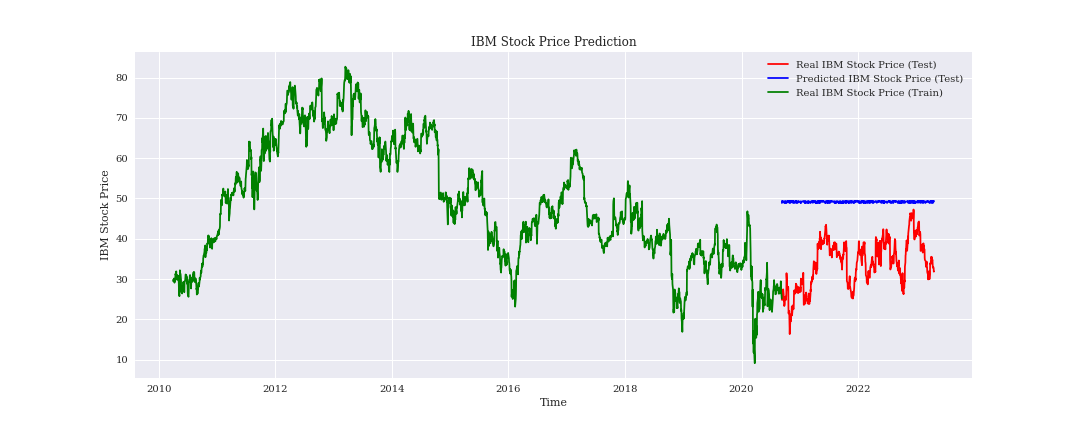 IBM Stock Price Prediction
Real IBM Stock Price (Test)
Predicted IBM Stock Price (Test)
Real IBM Stock Price (Train)
IBM Stock Price
80
70
60
50
40
30
20
10
2010 2012 2014 2016 2018 2020 2022
Time